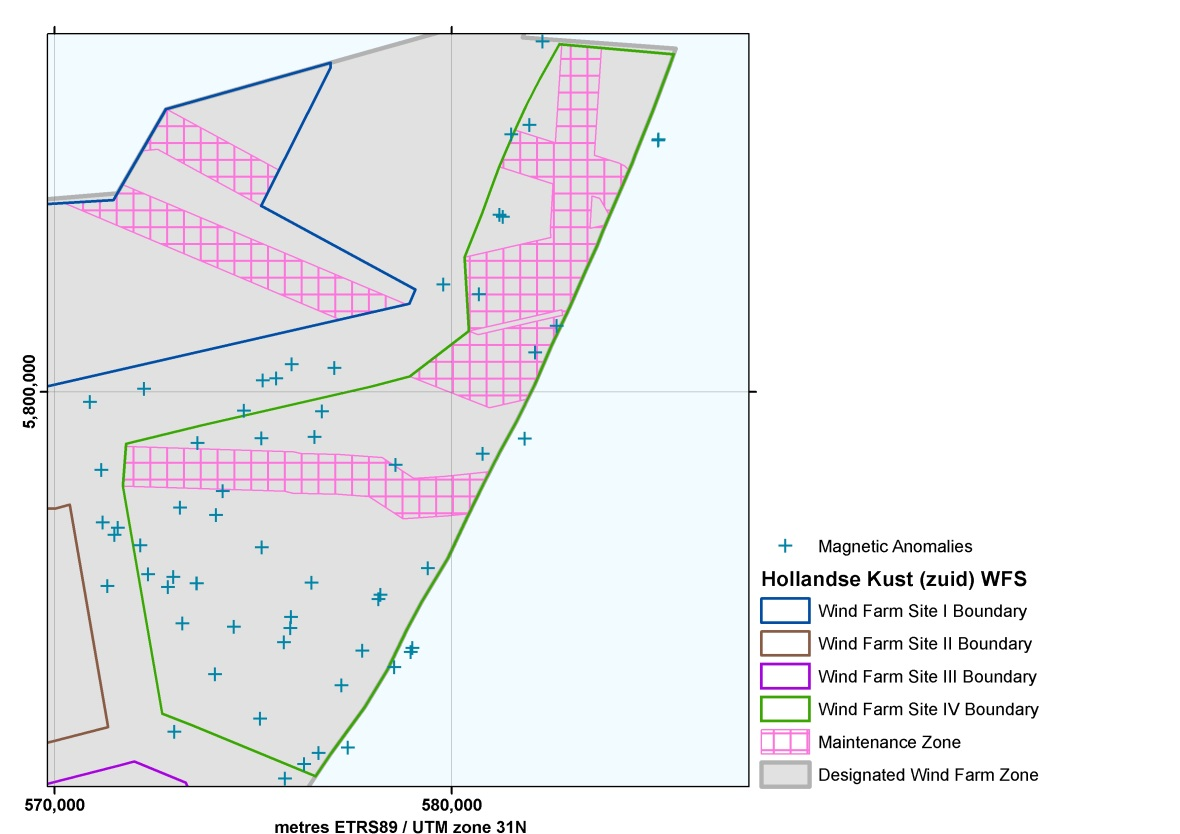 5,800,000
570,000
580,000
metres ETRS89 / UTM zone 31N
Magnetic Anomalies
Hollandse Kust (zuid) WFS
Wind Farm Site I Boundary
Wind Farm Site II Boundary
Wind Farm Site III Boundary
Wind Farm Site IV Boundary
Maintenance Zone
Designated Wind Farm Zone